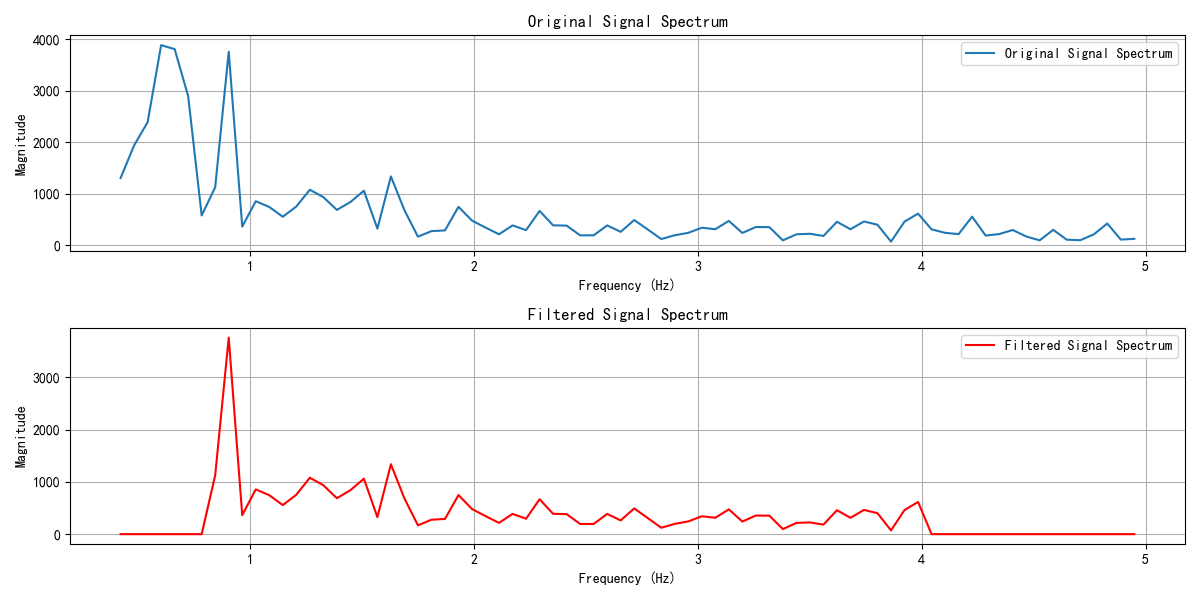 Original Signal Spectrum
4000
3000
2000
1000
0
Magnitude
Original Signal Spectrum
1 2 3 4 5
Frequency (Hz)
Filtered Signal Spectrum
3000
2000
1000
0
Magnitude
Filtered Signal Spectrum
1 2 3 4 5
Frequency (Hz)